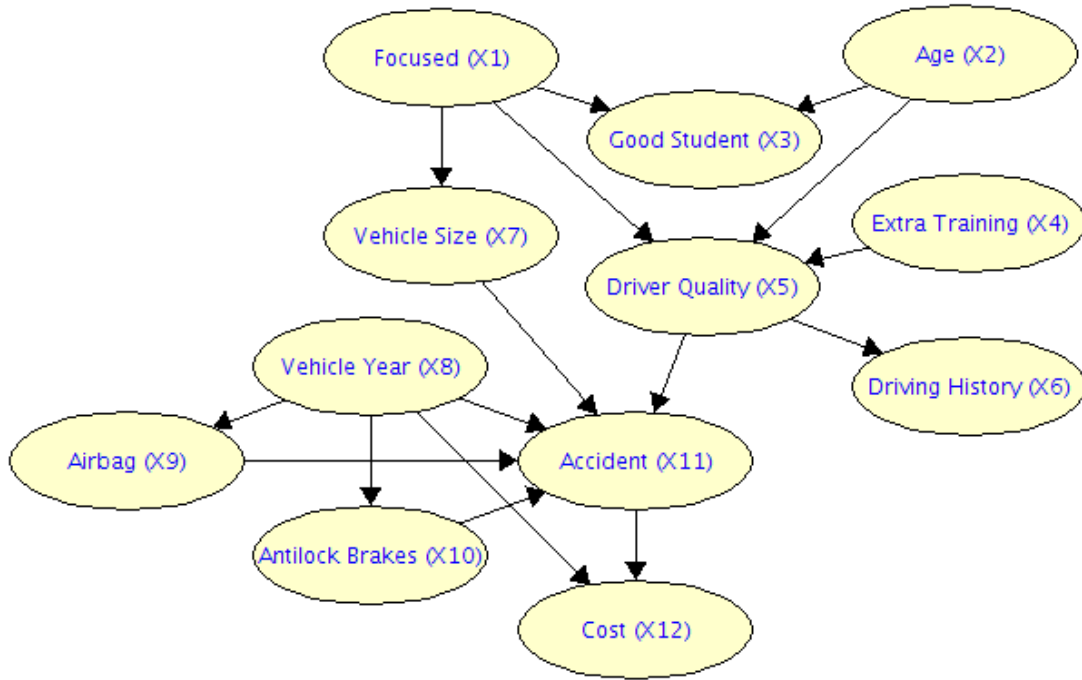 Focused (X1)
Age (X2)
Good Student (X3)
Extra Training (X4)
Vehicle Size (X7)
Driver Quality (X5)
Vehicle Year (X8)
Driving History (X6)
Airbag (X9)
Accident (X11)
Antilock Brakes (X10)
Cost (X12)